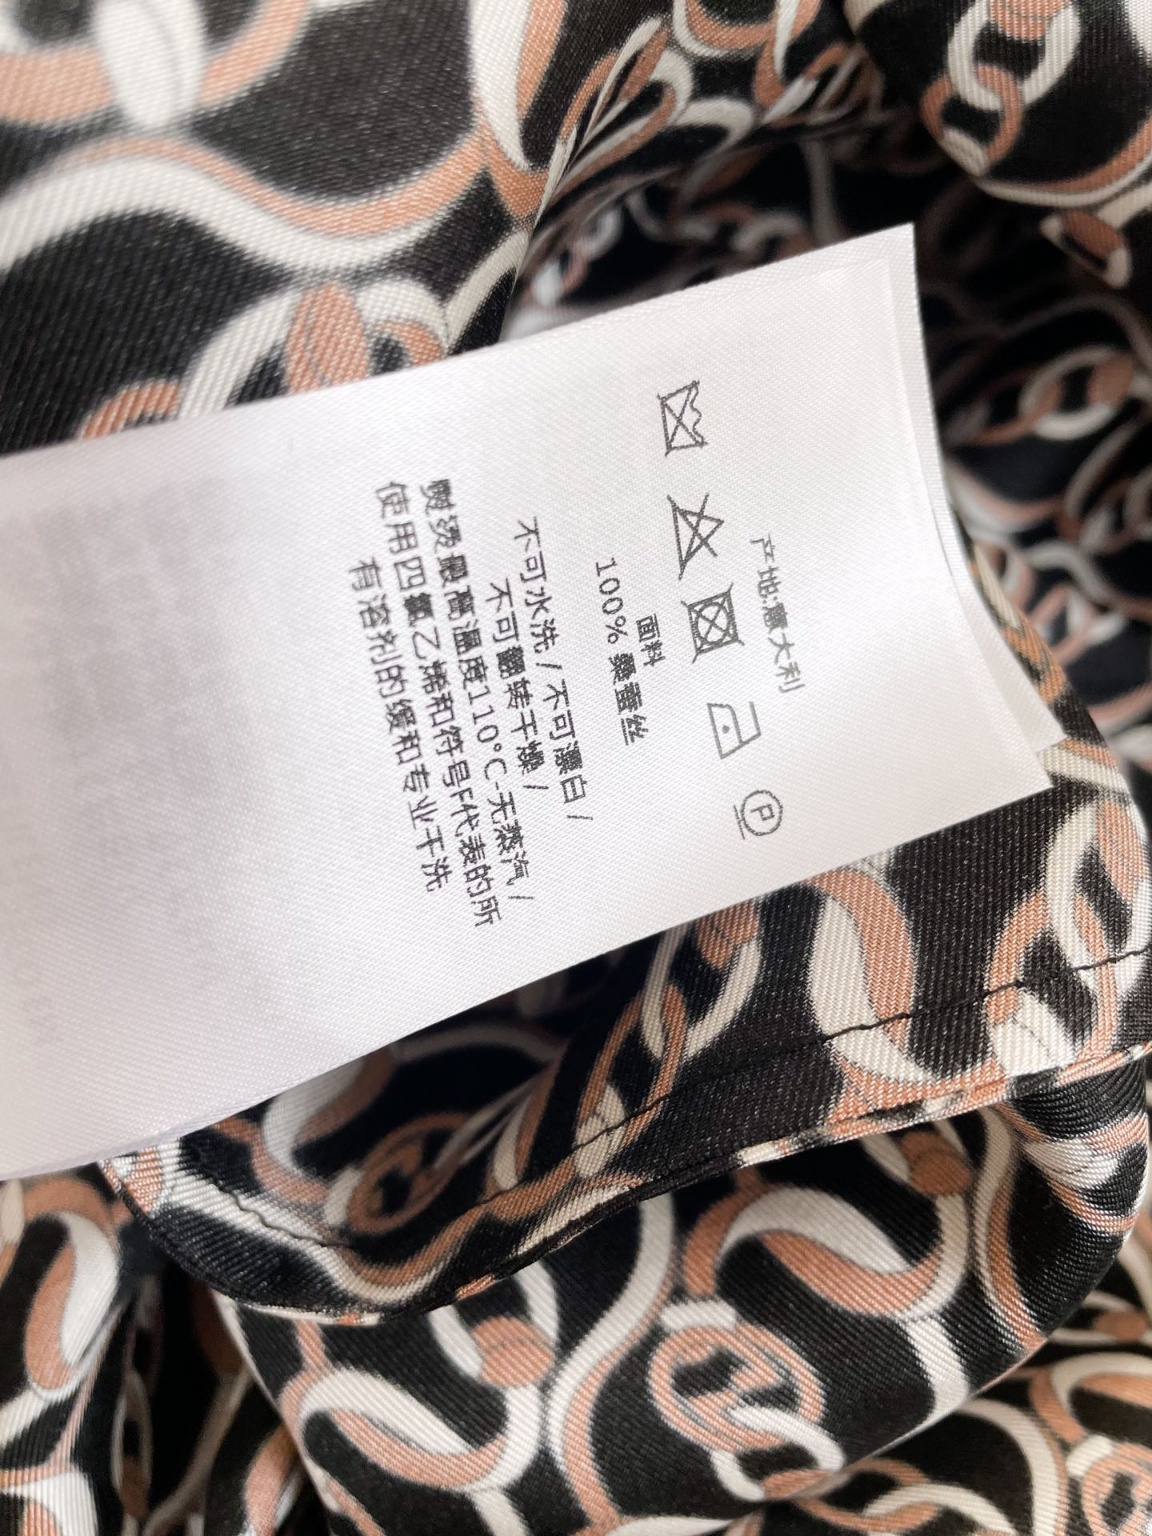 产地:意大利
P
面料
100% 桑蚕丝
不可水洗 / 不可漂白 /
不可翻转干燥 /
熨烫最高温度110°C-无蒸汽 /
使用四氯乙烯和符号F代表的所
有溶剂的缓和专业干洗